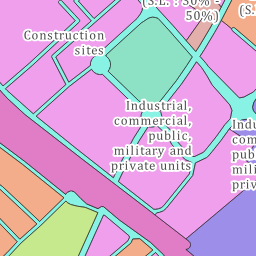 (S.L. : 30% -
50%)
(S.
Construction
sites
Industrial,
commercial,
public,
military and
private units
Indu
com
pub
mili
priv